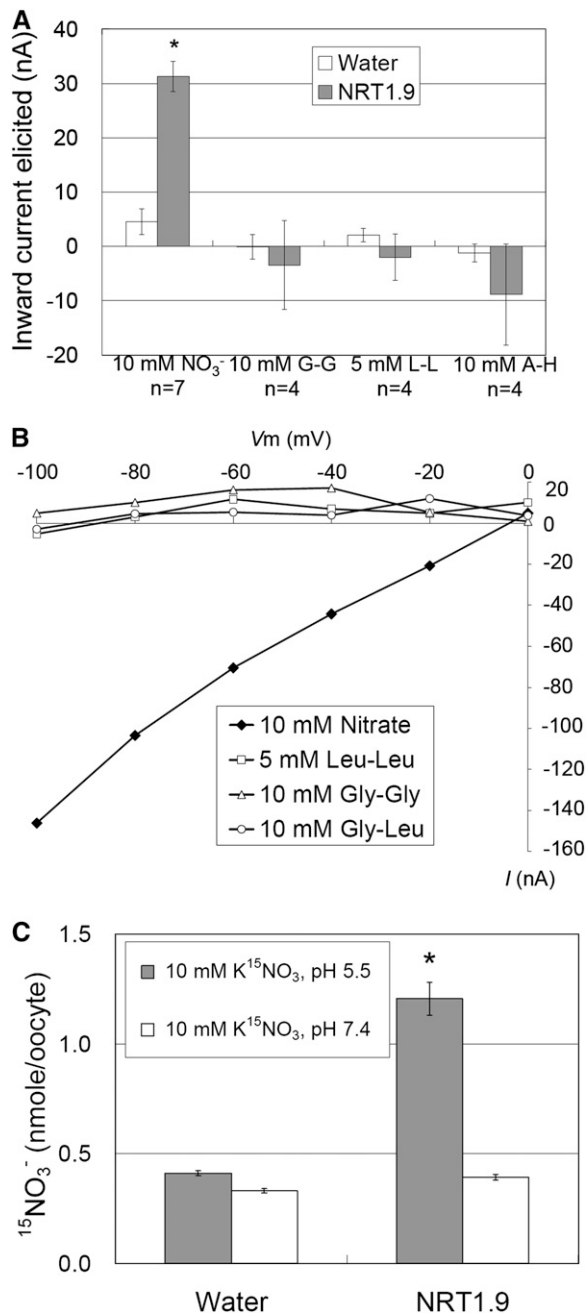 A
Inward current elicited (nA)
40
30
20
10
0
-10
-20
*
Water
NRT1.9
10 mM NO₃⁻ 10 mM G-G 5 mM L-L 10 mM A-H
n=7 n=4 n=4 n=4
B
Vm (mV)
-100 -80 -60 -40 -20 0
20
0
-20
-40
-60
-80
-100
-120
-140
-160
I (nA)
10 mM Nitrate
5 mM Leu-Leu
10 mM Gly-Gly
10 mM Gly-Leu
C
¹⁵NO₃⁻ (nmole/oocyte)
1.5
1.0
0.5
0.0
10 mM K¹⁵NO₃, pH 5.5
10 mM K¹⁵NO₃, pH 7.4
*
Water NRT1.9